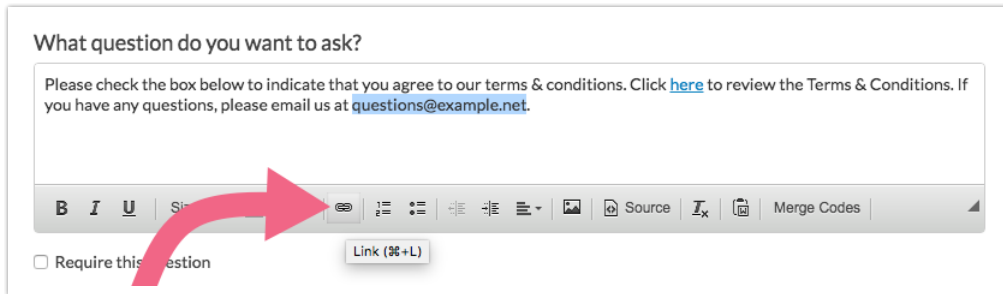 What question do you want to ask?
Please check the box below to indicate that you agree to our terms & conditions. Click here to review the Terms & Conditions. If
you have any questions, please email us at questions@example.net.
B I U Source Merge Codes
Link (⌘+L)
Require this question